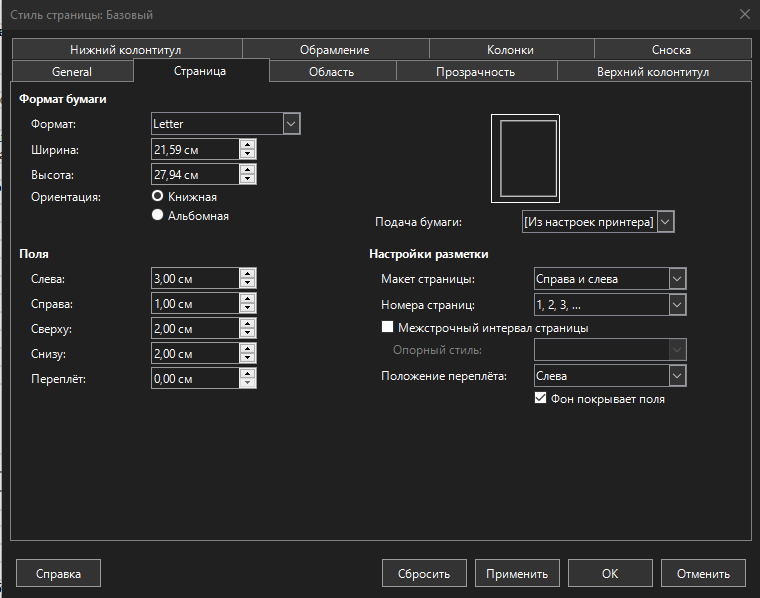 Стиль страницы: Базовый
Нижний колонтитул Обрамление Колонки Сноска
General Страница Область Прозрачность Верхний колонтитул
Формат бумаги
Формат: Letter
Ширина: 21,59 см
Высота: 27,94 см
Ориентация: Книжная
Альбомная
Подача бумаги: [Из настроек принтера]
Поля
Слева: 3,00 см
Справа: 1,00 см
Сверху: 2,00 см
Снизу: 2,00 см
Переплёт: 0,00 см
Настройки разметки
Макет страницы: Справа и слева
Номера страниц: 1, 2, 3, ...
Межстрочный интервал страницы
Опорный стиль:
Положение переплёта: Слева
Фон покрывает поля
Справка Сбросить Применить OK Отменить